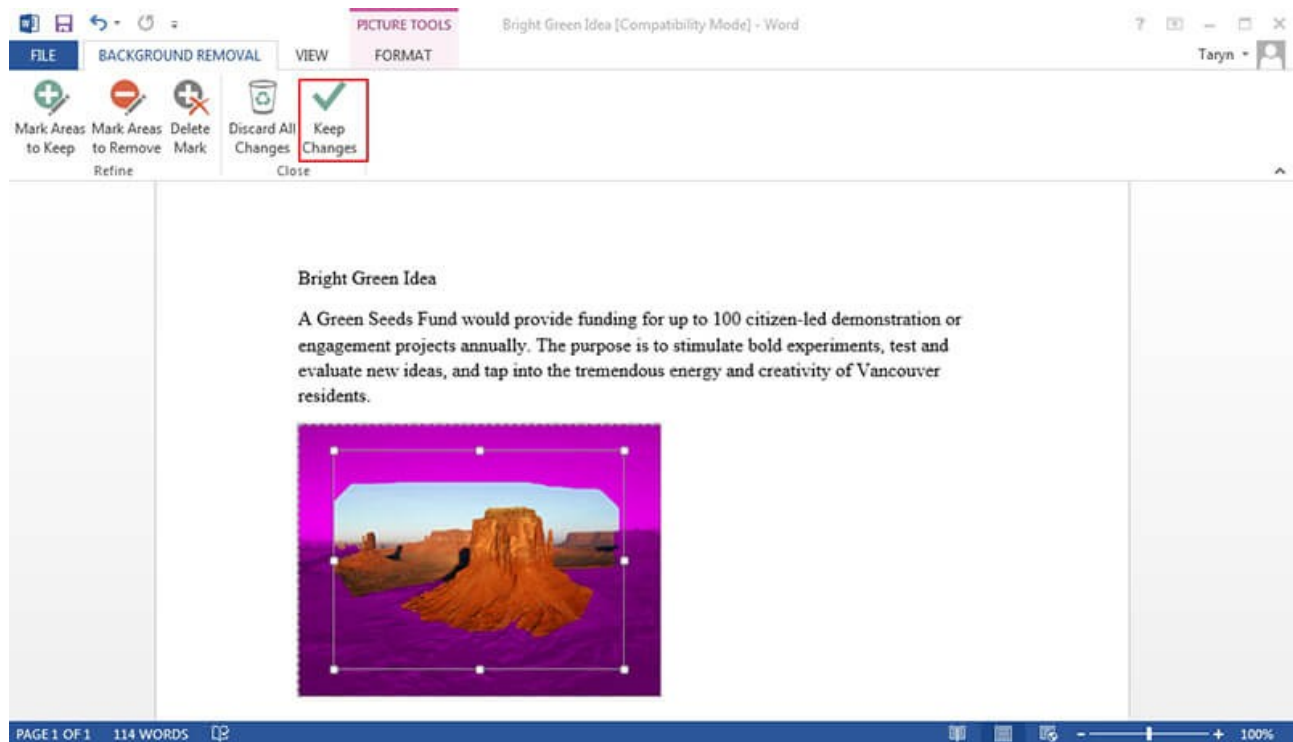 PICTURE TOOLS
Bright Green Idea [Compatibility Mode] - Word
FILE
BACKGROUND REMOVAL
VIEW
FORMAT
Taryn
Mark Areas to Keep
Mark Areas to Remove
Delete Mark
Discard All Changes
Keep Changes
Refine
Close
Bright Green Idea
A Green Seeds Fund would provide funding for up to 100 citizen-led demonstration or
engagement projects annually. The purpose is to stimulate bold experiments, test and
evaluate new ideas, and tap into the tremendous energy and creativity of Vancouver
residents.
PAGE 1 OF 1
114 WORDS
100%